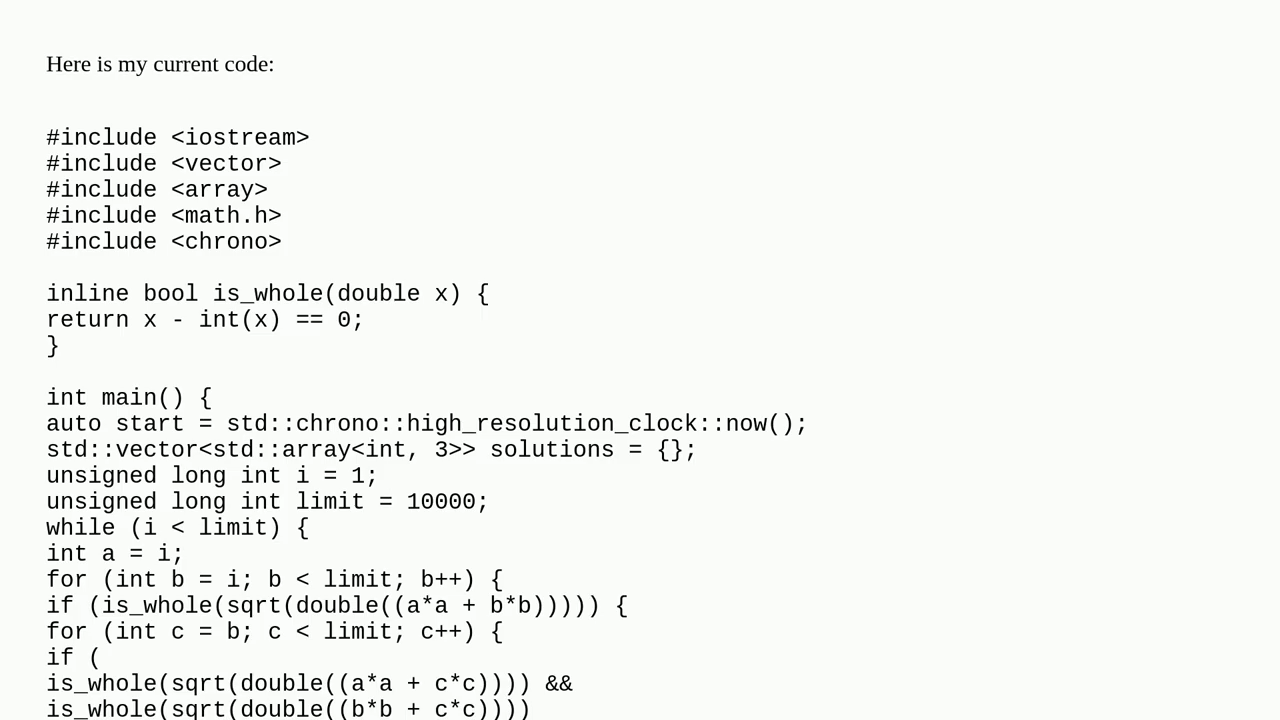 Here is my current code:
#include <iostream>
#include <vector>
#include <array>
#include <math.h>
#include <chrono>
inline bool is_whole(double x) {
return x - int(x) == 0;
}
int main() {
auto start = std::chrono::high_resolution_clock::now();
std::vector<std::array<int, 3>> solutions = {};
unsigned long int i = 1;
unsigned long int limit = 10000;
while (i < limit) {
int a = i;
for (int b = i; b < limit; b++) {
if (is_whole(sqrt(double((a*a + b*b))))) {
for (int c = b; c < limit; c++) {
if (
is_whole(sqrt(double((a*a + c*c)))) &&
is_whole(sqrt(double((b*b + c*c))))